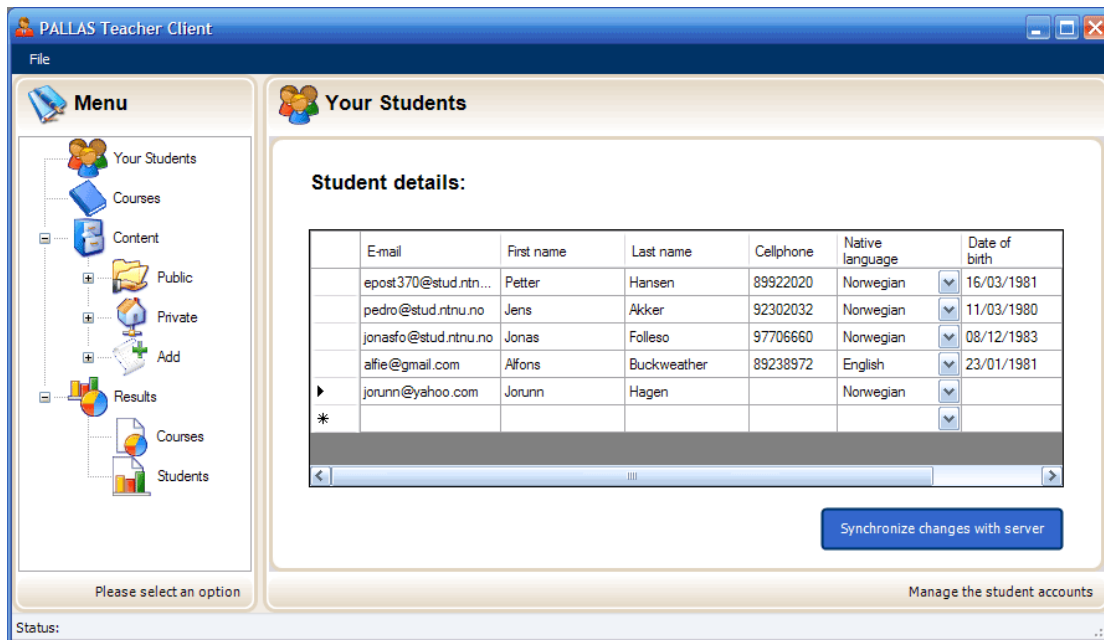 PALLAS Teacher Client
File
Menu
Your Students
Courses
Content
Public
Private
Add
Results
Courses
Students
Please select an option
Your Students
Student details:
E-mail First name Last name Cellphone Native language Date of birth
epost370@stud.ntn... Petter Hansen 89922020 Norwegian 16/03/1981
pedro@stud.ntnu.no Jens Akker 92302032 Norwegian 11/03/1980
jonasfo@stud.ntnu.no Jonas Folleso 97706660 Norwegian 08/12/1983
alfie@gmail.com Alfons Buckweather 89238972 English 23/01/1981
jorunn@yahoo.com Jorunn Hagen Norwegian
Synchronize changes with server
Manage the student accounts
Status: